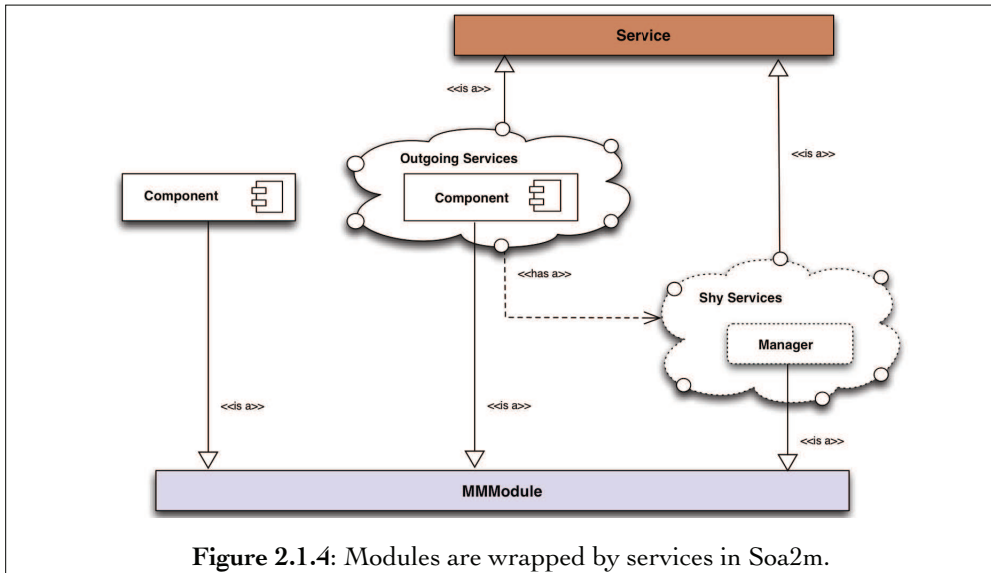 Service
<<is a>>
<<is a>>
Outgoing Services
Component
Component
<<has a>>
Shy Services
Manager
<<is a>>
<<is a>>
<<is a>>
MMModule
Figure 2.1.4: Modules are wrapped by services in Soa2m.